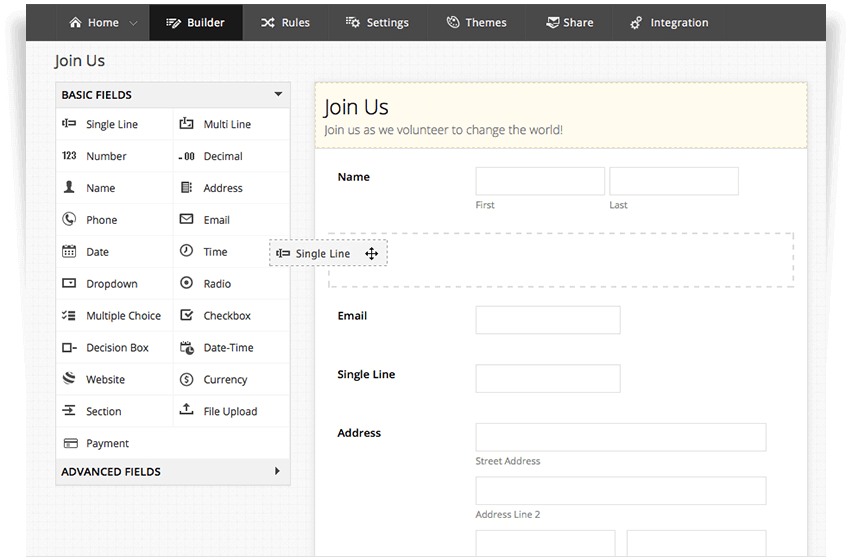 Home Builder Rules Settings Themes Share Integration
Join Us
BASIC FIELDS
Single Line Multi Line
123 Number .00 Decimal
Name Address
Phone Email
Date Time
Dropdown Radio
Multiple Choice Checkbox
Decision Box Date-Time
Website Currency
Section File Upload
Payment
ADVANCED FIELDS
Join Us
Join us as we volunteer to change the world!
Name
First Last
Single Line
Email
Single Line
Address
Street Address
Address Line 2